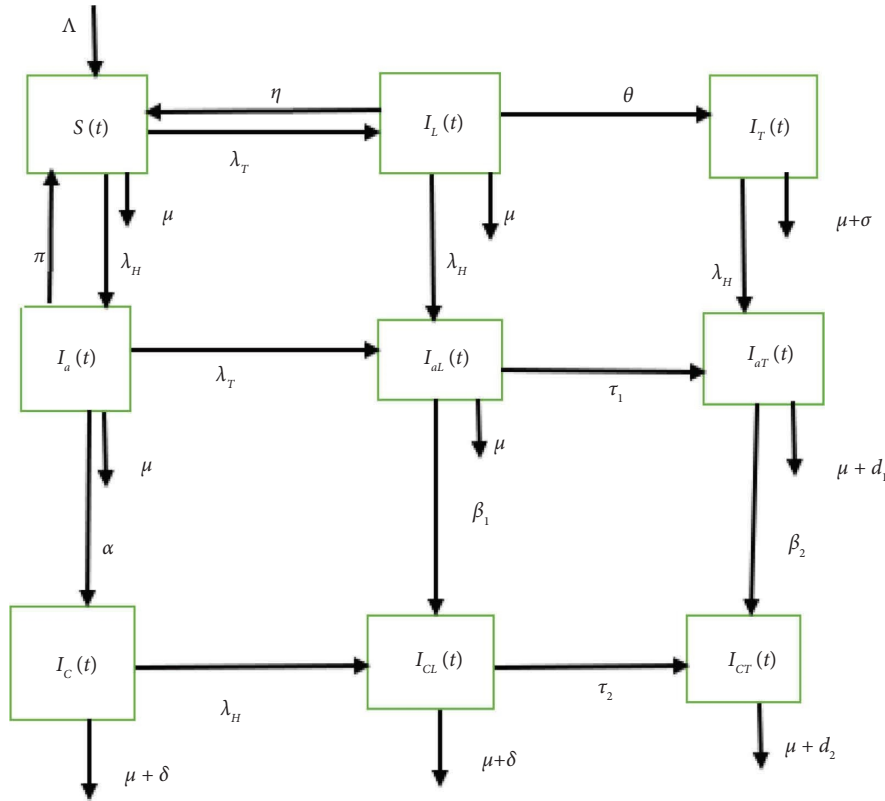 Λ
S (t)
η
I_L (t)
θ
I_T (t)
λ_T
μ
μ
μ+σ
π
λ_H
λ_H
λ_H
I_a (t)
λ_T
I_aL (t)
τ_1
I_aT (t)
μ
μ
μ + d_1
α
β_1
β_2
I_C (t)
λ_H
I_CL (t)
τ_2
I_CT (t)
μ + δ
μ+δ
μ + d_2